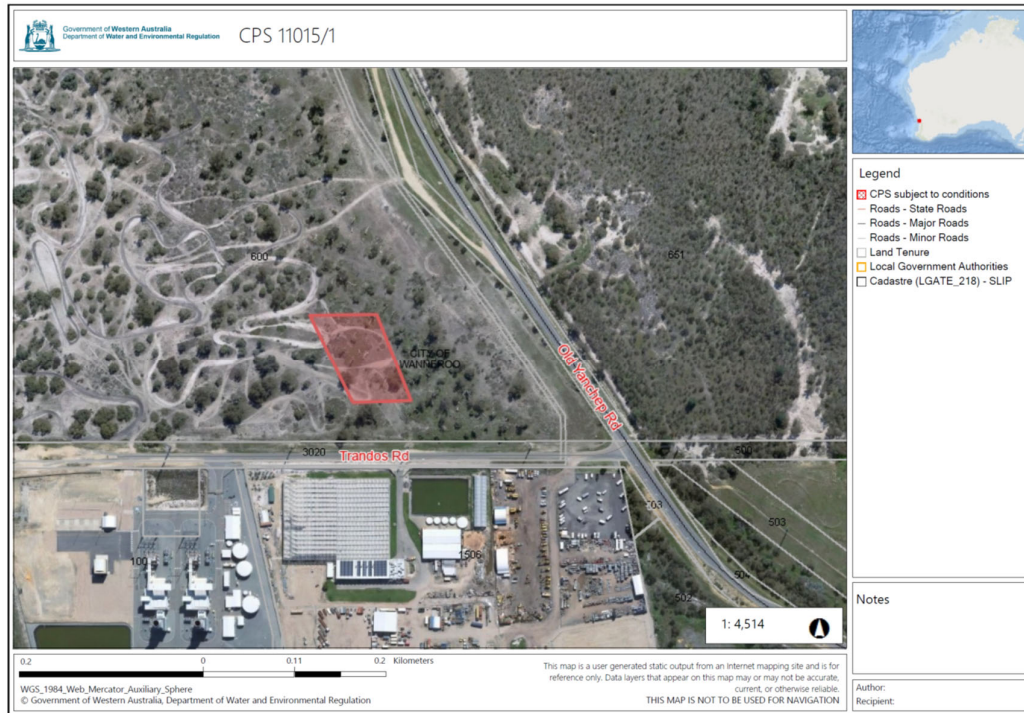 Government of Western Australia
Department of Water and Environmental Regulation
CPS 11015/1
600
651
CITY OF
WANNEROO
Old Yanchep Rd
3020
Trandos Rd
500
503
503
100
1506
504
502
1: 4,514
Legend
CPS subject to conditions
Roads - State Roads
Roads - Major Roads
Roads - Minor Roads
Land Tenure
Local Government Authorities
Cadastre (LGATE_218) - SLIP
Notes
0.2
0
0.11
0.2 Kilometers
WGS_1984_Web_Mercator_Auxiliary_Sphere
© Government of Western Australia, Department of Water and Environmental Regulation
This map is a user generated static output from an Internet mapping site and is for
reference only. Data layers that appear on this map may or may not be accurate,
current, or otherwise reliable.
THIS MAP IS NOT TO BE USED FOR NAVIGATION
Author:
Recipient: